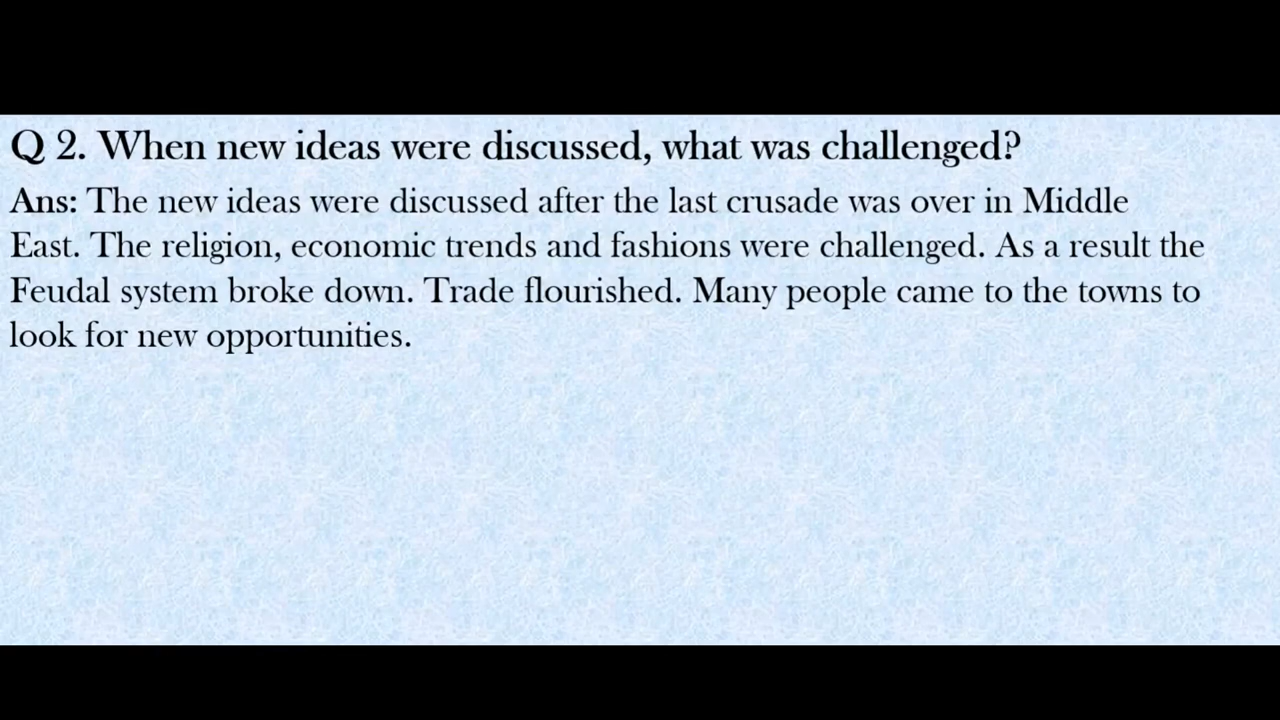 Q 2. When new ideas were discussed, what was challenged?
Ans: The new ideas were discussed after the last crusade was over in Middle
East. The religion, economic trends and fashions were challenged. As a result the
Feudal system broke down. Trade flourished. Many people came to the towns to
look for new opportunities.